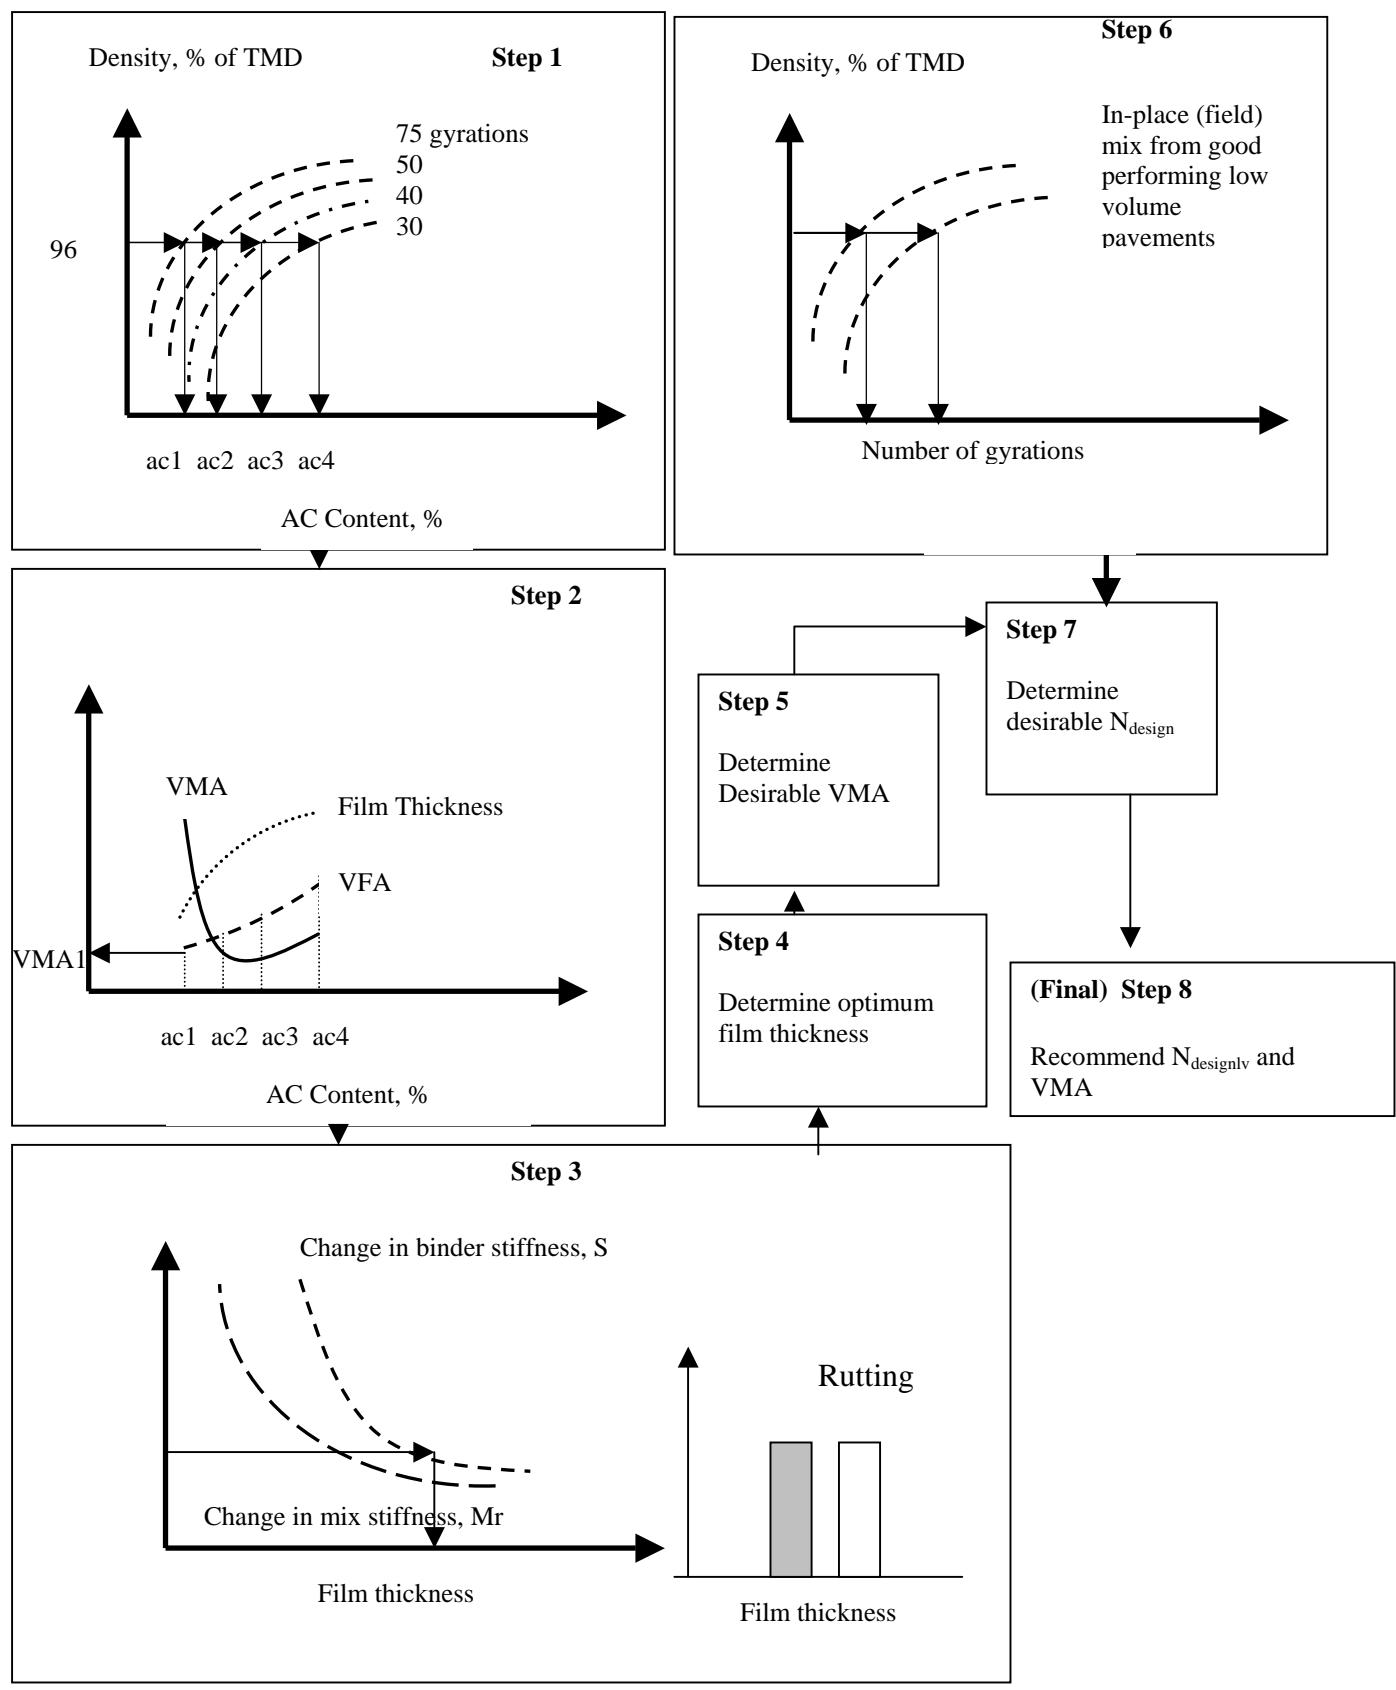 Step 1
Density, % of TMD
75 gyrations
50
40
30
96
ac1 ac2 ac3 ac4
AC Content, %
Step 6
Density, % of TMD
In-place (field)
mix from good
performing low
volume
pavements
Number of gyrations
Step 2
VMA
Film Thickness
VFA
VMA1
ac1 ac2 ac3 ac4
AC Content, %
Step 3
Change in binder stiffness, S
Change in mix stiffness, Mr
Film thickness
Rutting
Film thickness
Step 4
Determine optimum
film thickness
Step 5
Determine
Desirable VMA
Step 7
Determine
desirable Ndesign
(Final) Step 8
Recommend Ndesignlv and
VMA